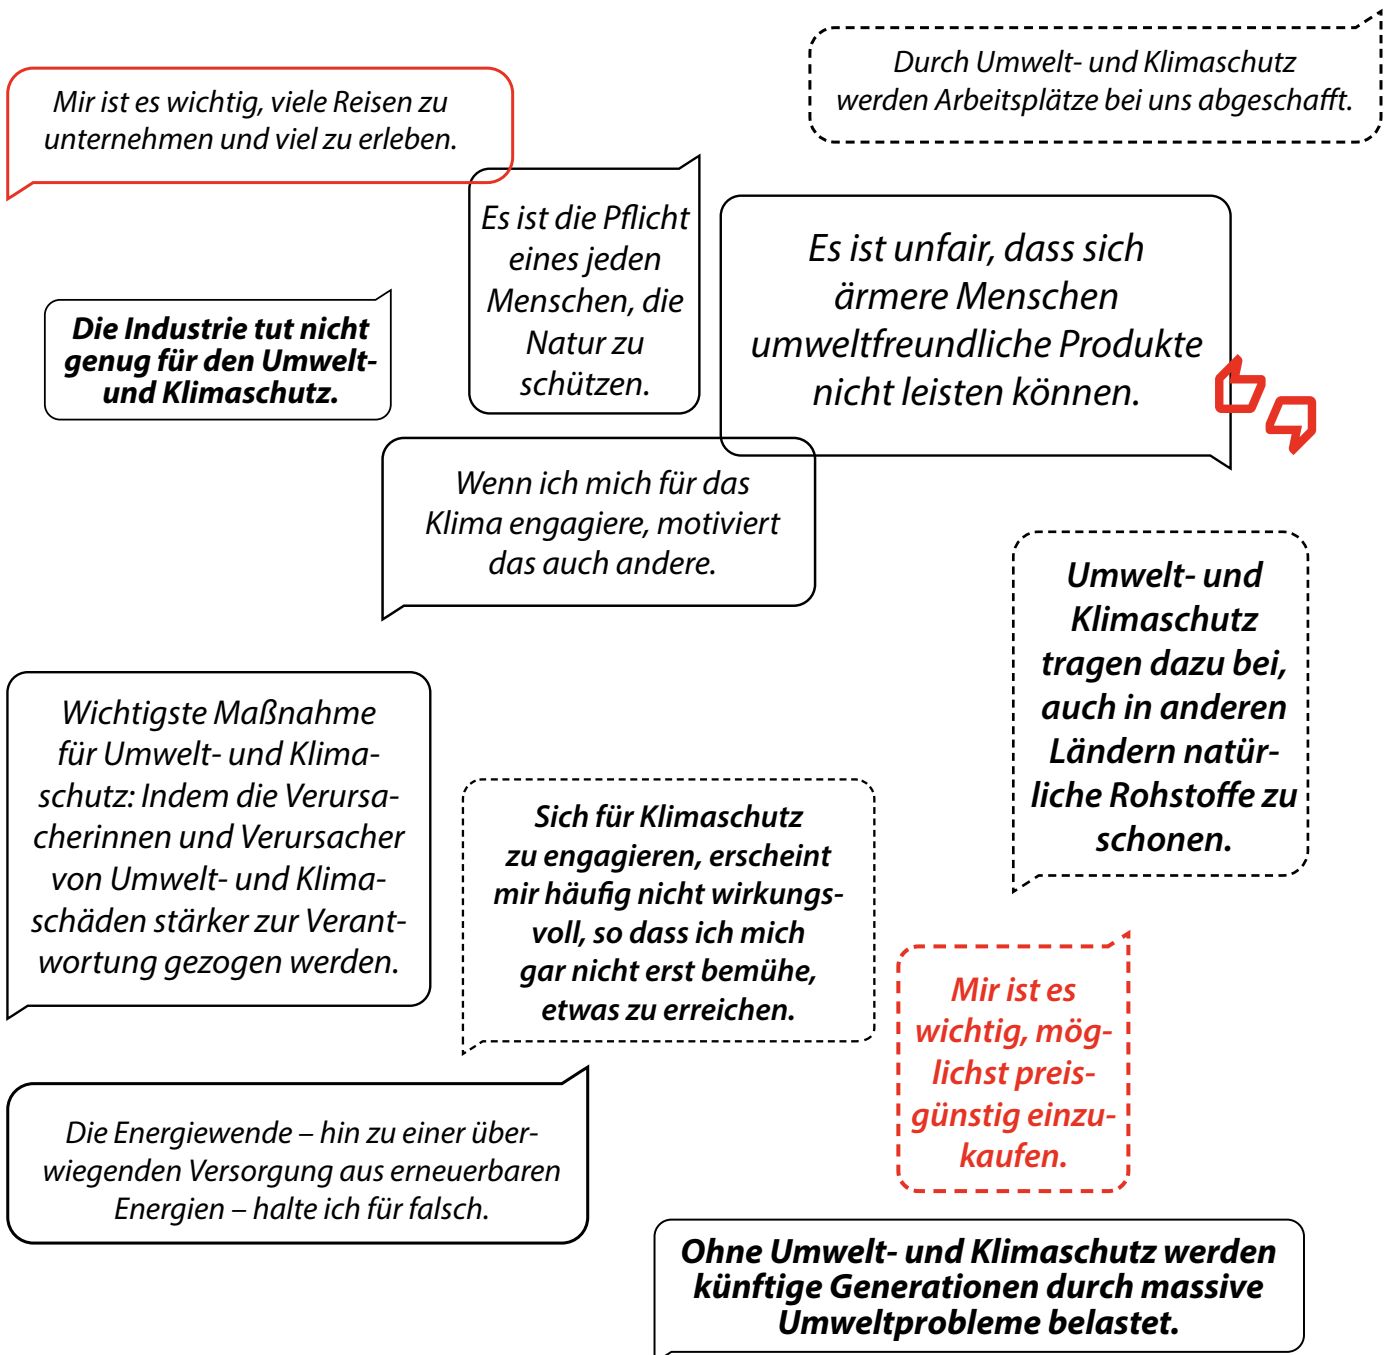 Durch Umwelt- und Klimaschutz
werden Arbeitsplätze bei uns abgeschafft.
Mir ist es wichtig, viele Reisen zu
unternehmen und viel zu erleben.
Es ist die Pflicht
eines jeden
Menschen, die
Natur zu
schützen.
Es ist unfair, dass sich
ärmere Menschen
umweltfreundliche Produkte
nicht leisten können.
Die Industrie tut nicht
genug für den Umwelt-
und Klimaschutz.
Wenn ich mich für das
Klima engagiere, motiviert
das auch andere.
Umwelt- und
Klimaschutz
tragen dazu bei,
auch in anderen
Ländern natür-
liche Rohstoffe zu
schonen.
Wichtigste Maßnahme
für Umwelt- und Klima-
schutz: Indem die Verursa-
cherinnen und Verursacher
von Umwelt- und Klima-
schäden stärker zur Verant-
wortung gezogen werden.
Sich für Klimaschutz
zu engagieren, erscheint
mir häufig nicht wirkungs-
voll, so dass ich mich
gar nicht erst bemühe,
etwas zu erreichen.
Mir ist es
wichtig, mög-
lichst preis-
günstig einzu-
kaufen.
Die Energiewende – hin zu einer über-
wiegenden Versorgung aus erneuerbaren
Energien – halte ich für falsch.
Ohne Umwelt- und Klimaschutz werden
künftige Generationen durch massive
Umweltprobleme belastet.